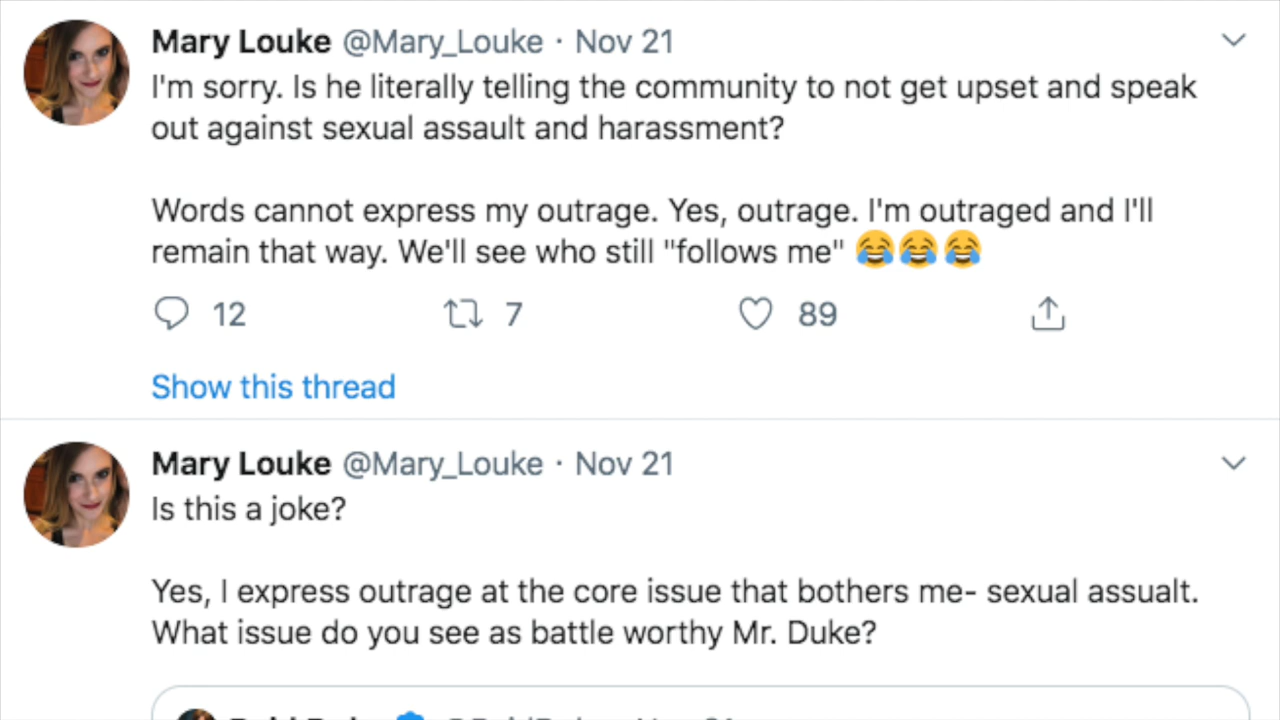 Mary Louke @Mary_Louke · Nov 21
I'm sorry. Is he literally telling the community to not get upset and speak
out against sexual assault and harassment?
Words cannot express my outrage. Yes, outrage. I'm outraged and I'll
remain that way. We'll see who still "follows me" 😂😂😂
12 7 89
Show this thread
Mary Louke @Mary_Louke · Nov 21
Is this a joke?
Yes, I express outrage at the core issue that bothers me- sexual assualt.
What issue do you see as battle worthy Mr. Duke?